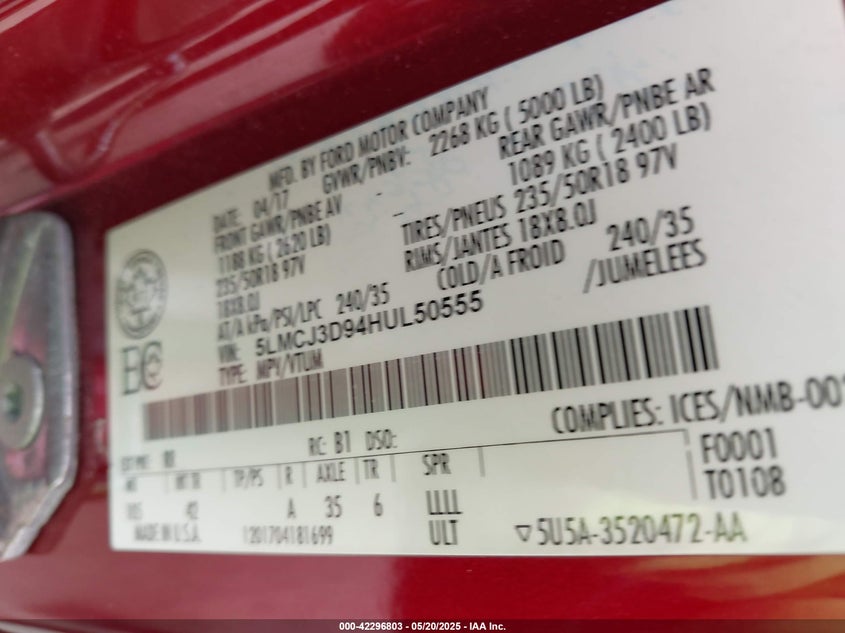 MFD. BY FORD MOTOR COMPANY
DATE: 04/17 GVWR/PNBV: 2268 KG ( 5000 LB)
FRONT GAWR/PNBE AV REAR GAWR/PNBE AR
1188 KG ( 2620 LB) 1089 KG ( 2400 LB)
235/50R18 97V TIRES/PNEUS 235/50R18 97V
18X8.0J RIMS/JANTES 18X8.0J
AT/A kPa/PSI/LPC 240/35 COLD/A FROID 240/35
VIN: 5LMCJ3D94HUL50555 /JUMELEES
TYPE: MPV/VTUM
COMPLIES: ICES/NMB-00
RC: B1 DSO:
F0001
T0108
TP/PS R AXLE TR SPR
42 A 35 6 LLLL
MADE IN U.S.A. 1201704181699 ULT 5U5A-3520472-AA
000-42296803 — 05/20/2025 — IAA Inc.